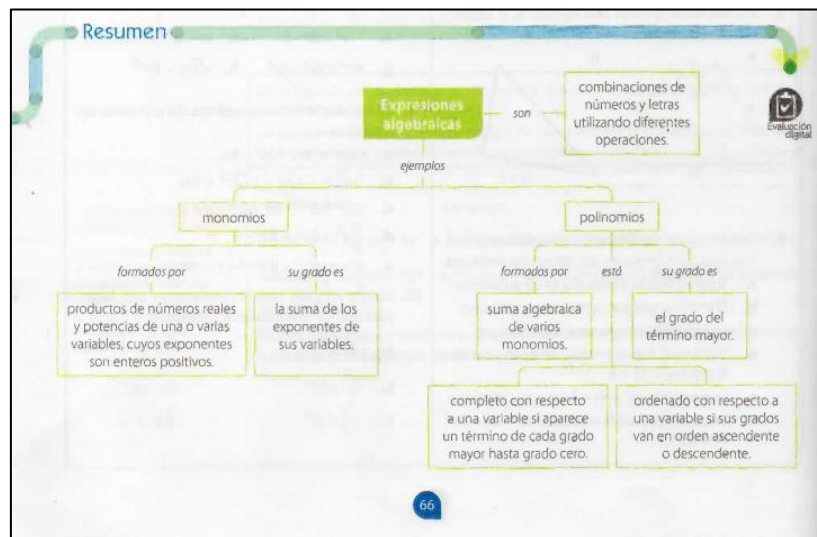 Resumen
Expresiones
algebraicas
son
combinaciones de
números y letras
utilizando diferentes
operaciones.
Evaluación
digital
ejemplos
monomios
polinomios
formados por
su grado es
formados por
está
su grado es
productos de números reales
y potencias de una o varias
variables, cuyos exponentes
son enteros positivos.
la suma de los
exponentes de
sus variables.
suma algebraica
de varios
monomios.
el grado del
término mayor.
completo con respecto
a una variable si aparece
un término de cada grado
mayor hasta grado cero.
ordenado con respecto a
una variable si sus grados
van en orden ascendente
o descendente.
66